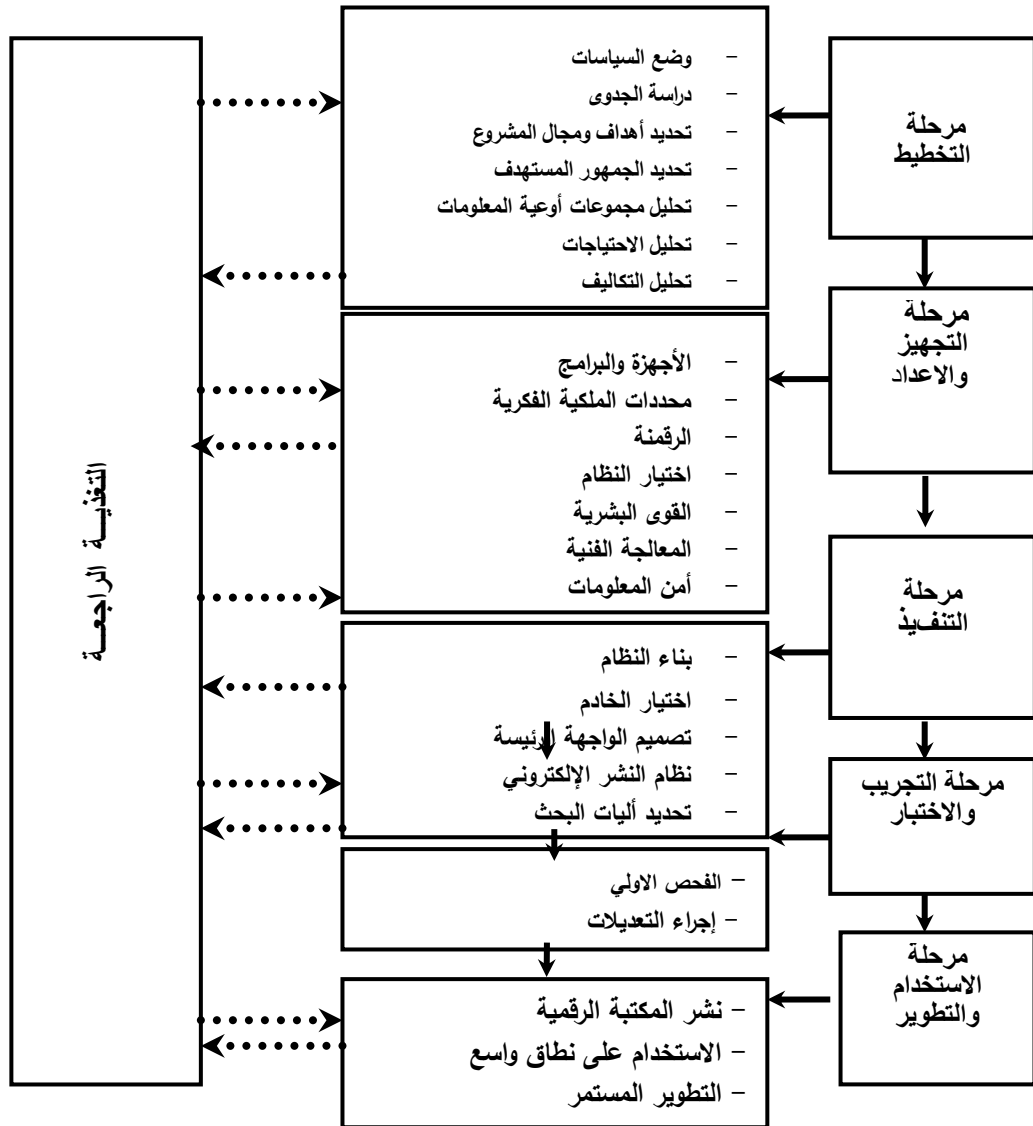 مرحلة
التخطيط
– وضع السياسات
– دراسة الجدوى
– تحديد أهداف ومجال المشروع
– تحديد الجمهور المستهدف
– تحليل مجموعات أوعية المعلومات
– تحليل الاحتياجات
– تحليل التكاليف
مرحلة
التجهيز
والاعداد
– الأجهزة والبرامج
– محددات الملكية الفكرية
– الرقمنة
– اختيار النظام
– القوى البشرية
– المعالجة الفنية
– أمن المعلومات
مرحلة
التنفيذ
– بناء النظام
– اختيار الخادم
– تصميم الواجهة الرئيسة
– نظام النشر الإلكتروني
– تحديد أليات البحث
مرحلة التجريب
والاختبار
– الفحص الاولي
– إجراء التعديلات
مرحلة
الاستخدام
والتطوير
– نشر المكتبة الرقمية
– الاستخدام على نطاق واسع
– التطوير المستمر
التغذيــة الراجعــة